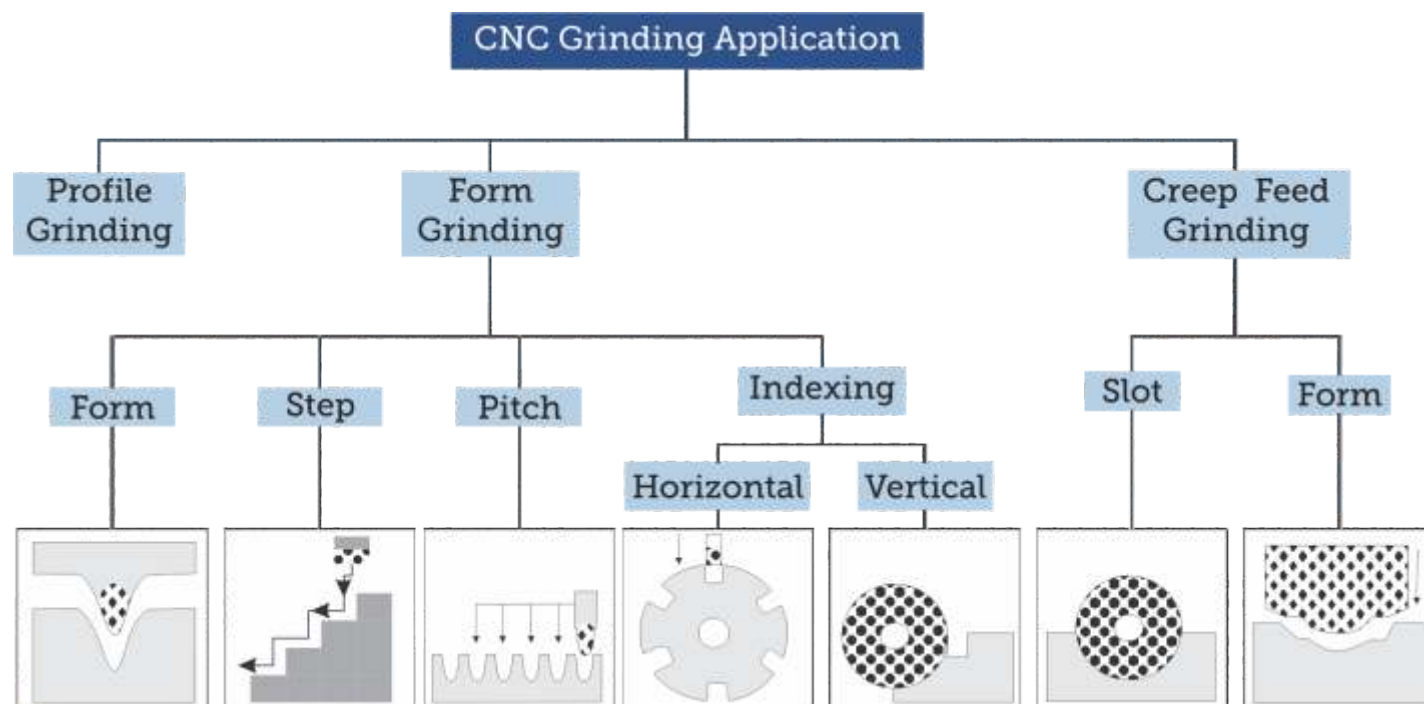 CNC Grinding Application
Profile
Grinding
Form
Grinding
Creep Feed
Grinding
Form
Step
Pitch
Indexing
Slot
Form
Horizontal
Vertical